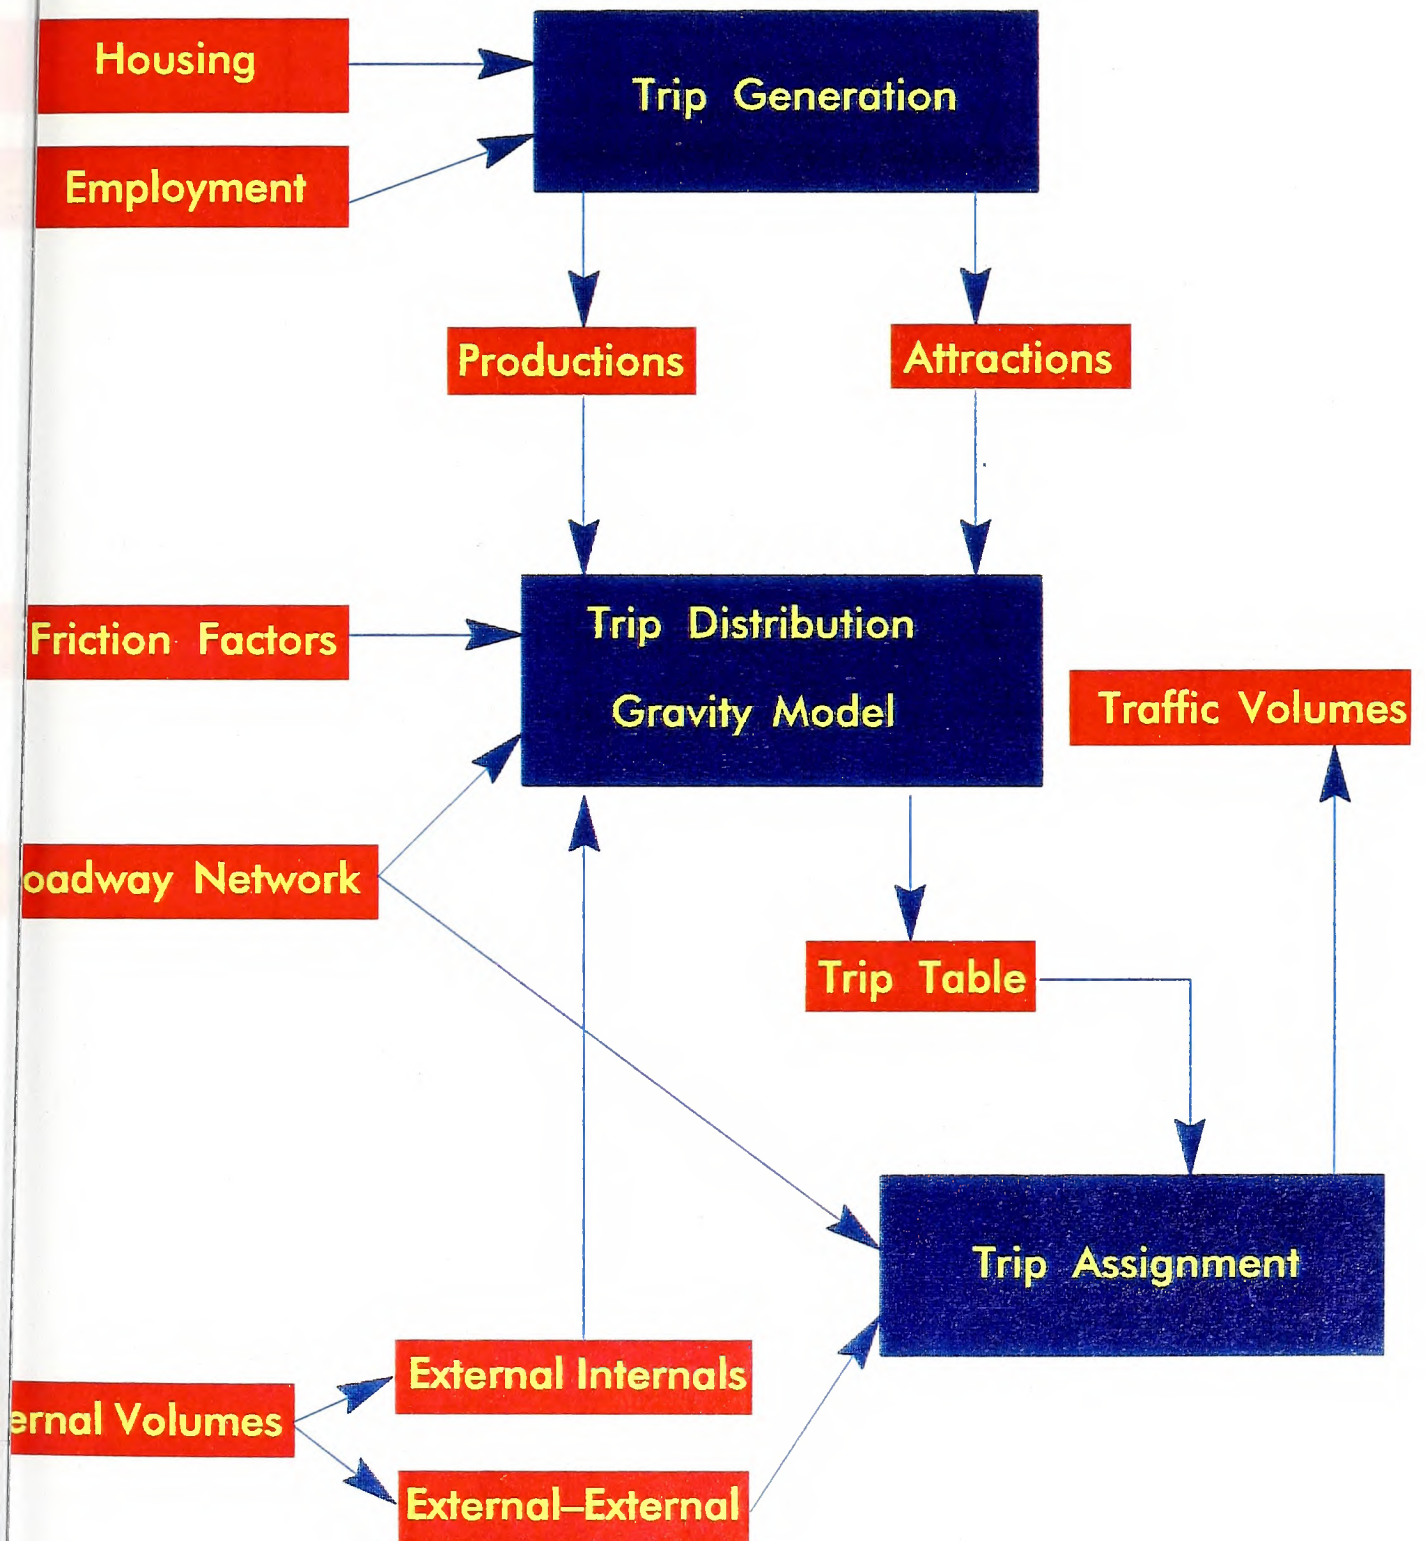 Housing
Trip Generation
Employment
Productions
Attractions
Friction Factors
Trip Distribution
Gravity Model
Traffic Volumes
oadway Network
Trip Table
Trip Assignment
External Internals
ernal Volumes
External–External